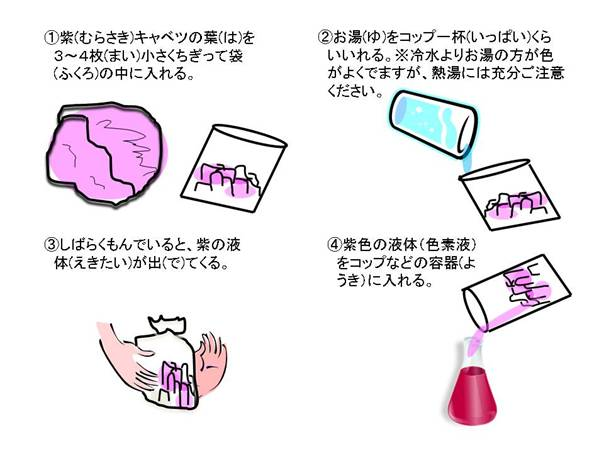 ①紫(むらさき)キャベツの葉(は)を
３～４枚(まい)小さくちぎって袋
(ふくろ)の中に入れる。
②お湯(ゆ)をコップ一杯(いっぱい)くら
いいれる。※冷水よりお湯の方が色
がよくでますが、熱湯には充分ご注意
ください。
③しばらくもんでいると、紫の液
体(えきたい)が出(で)てくる。
④紫色の液体(色素液)
をコップなどの容器(よ
うき)に入れる。